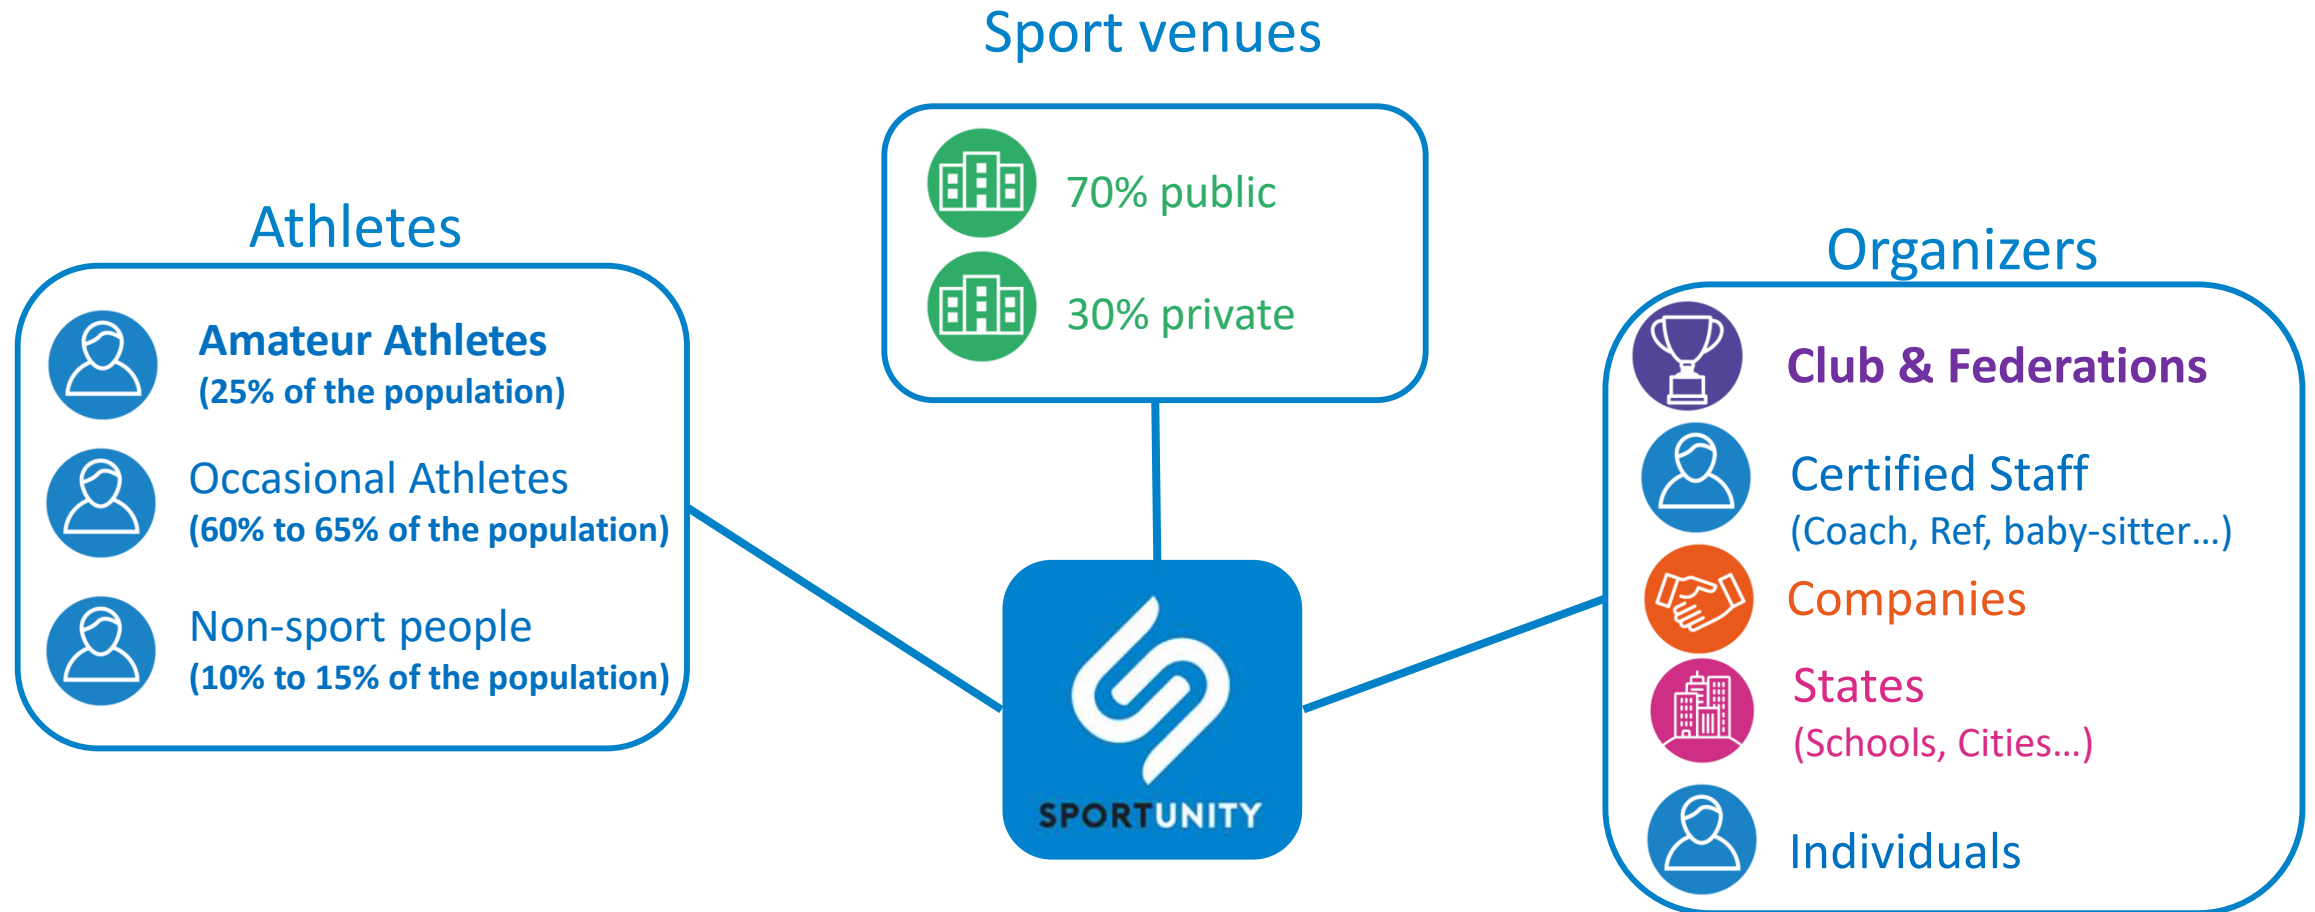 Sport venues
70% public
30% private
Athletes
Amateur Athletes
(25% of the population)
Occasional Athletes
(60% to 65% of the population)
Non-sport people
(10% to 15% of the population)
SPORTUNITY
Organizers
Club & Federations
Certified Staff
(Coach, Ref, baby-sitter...)
Companies
States
(Schools, Cities...)
Individuals